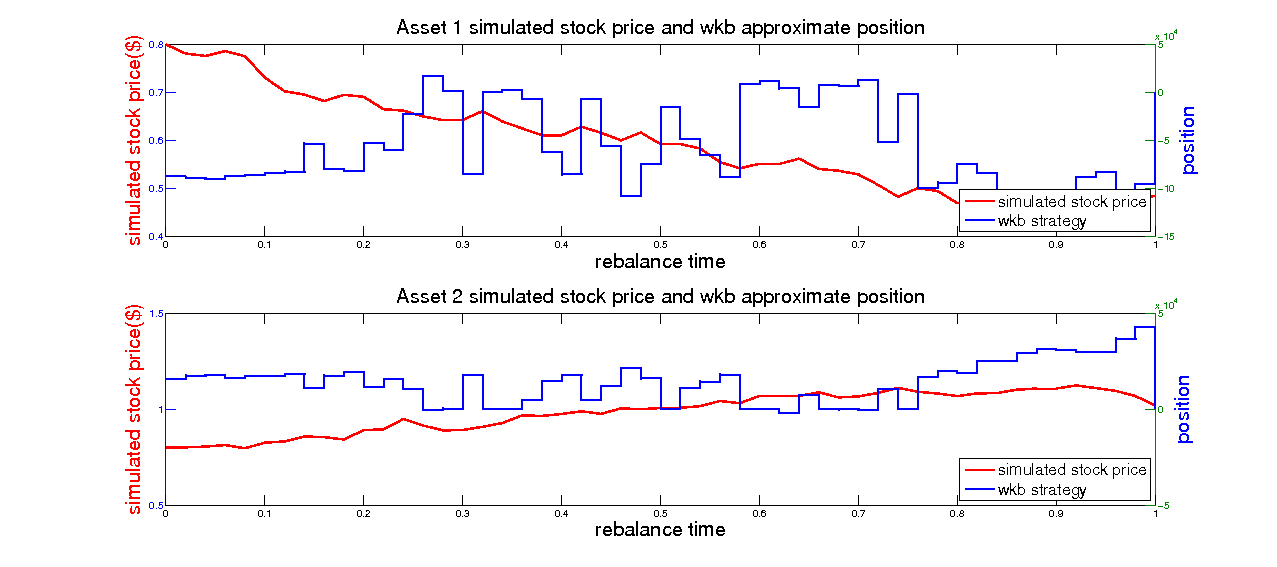 Asset 1 simulated stock price and wkb approximate position
simulated stock price($)
0.8
0.7
0.6
0.5
0.4
x 10^4
5
0
-5
-10
-15
position
simulated stock price
wkb strategy
0 0.1 0.2 0.3 0.4 0.5 0.6 0.7 0.8 0.9 1
rebalance time
Asset 2 simulated stock price and wkb approximate position
simulated stock price($)
1.5
1
0.5
x 10^4
5
0
-5
position
simulated stock price
wkb strategy
0 0.1 0.2 0.3 0.4 0.5 0.6 0.7 0.8 0.9 1
rebalance time